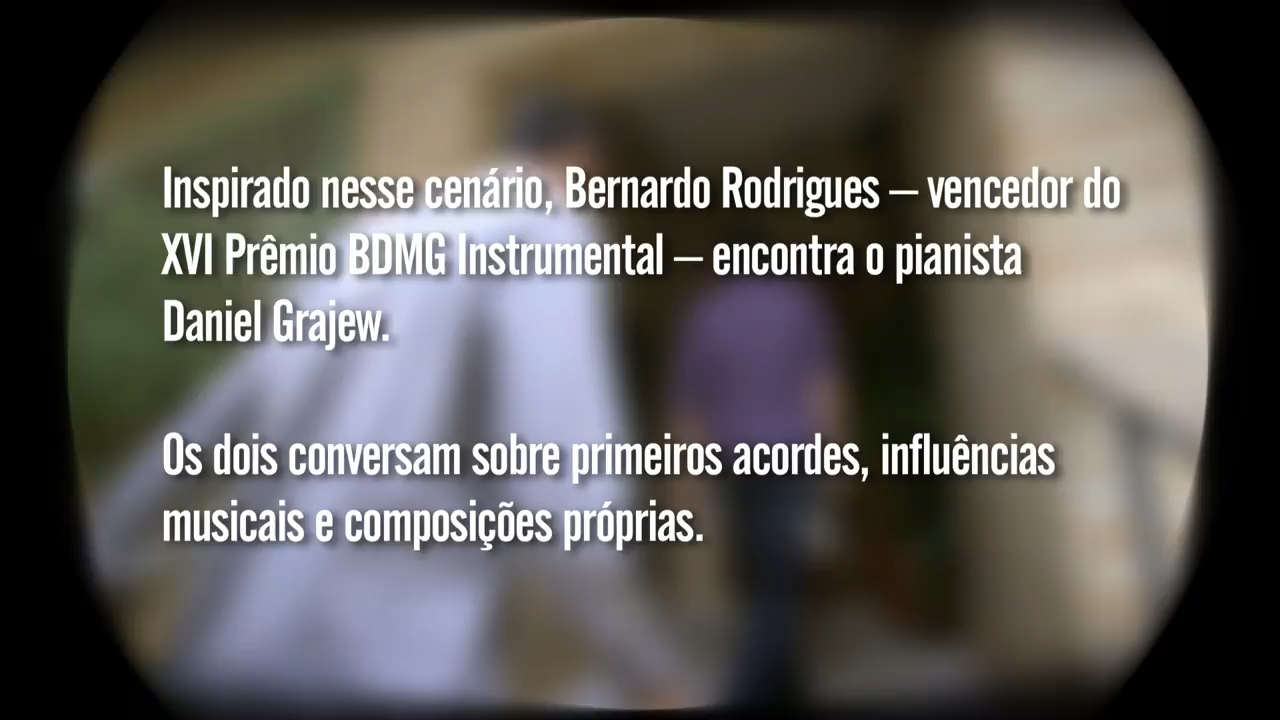 Inspirado nesse cenário, Bernardo Rodrigues – vencedor do
XVI Prêmio BDMG Instrumental – encontra o pianista
Daniel Grajew.
Os dois conversam sobre primeiros acordes, influências
musicais e composições próprias.